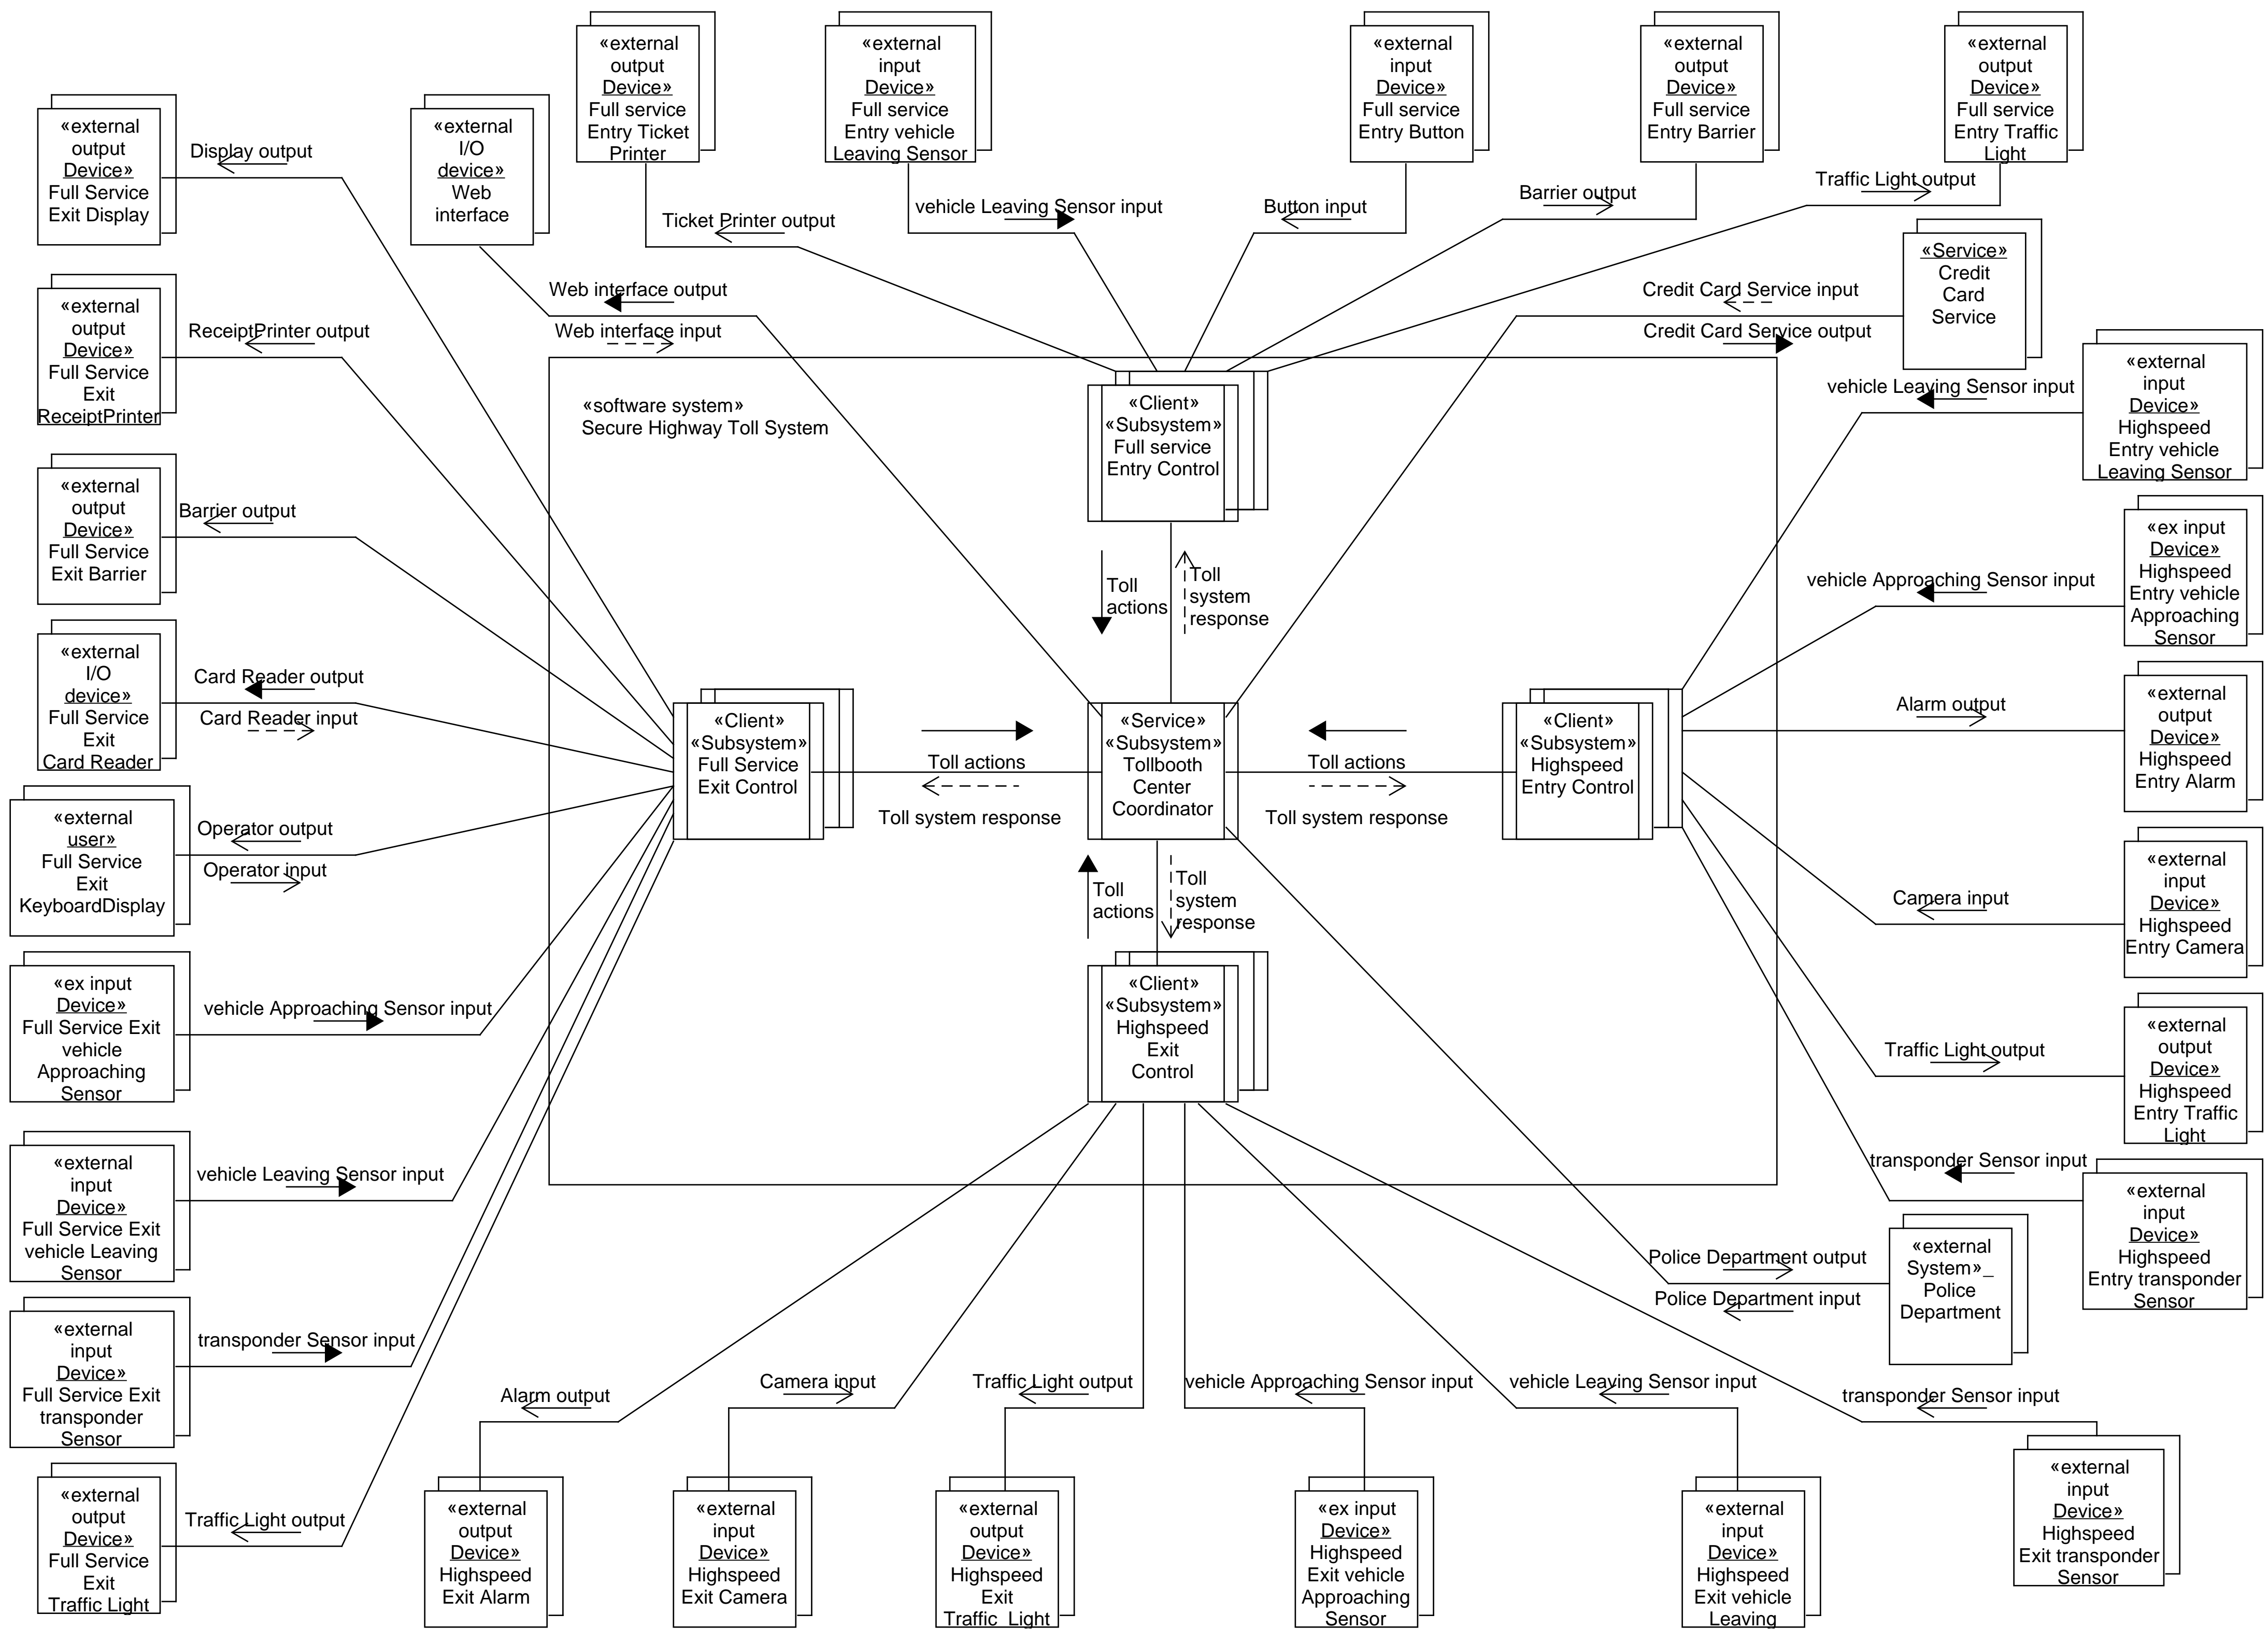 «external
output
Device»
Full service
Entry Ticket
Printer
«external
input
Device»
Full service
Entry vehicle
Leaving Sensor
«external
input
Device»
Full service
Entry Button
«external
output
Device»
Full service
Entry Barrier
«external
output
Device»
Full service
Entry Traffic
Light
«external
output
Device»
Full Service
Exit Display
Display output
«external
I/O
device»
Web
interface
Ticket Printer output
vehicle Leaving Sensor input
Button input
Barrier output
Traffic Light output
«Service»
Credit
Card
Service
Web interface output
Web interface input
Credit Card Service input
Credit Card Service output
«external
output
Device»
Full Service
Exit
ReceiptPrinter
ReceiptPrinter output
«software system»
Secure Highway Toll System
«Client»
«Subsystem»
Full service
Entry Control
vehicle Leaving Sensor input
«external
input
Device»
Highspeed
Entry vehicle
Leaving Sensor
«external
output
Device»
Full Service
Exit Barrier
Barrier output
Toll
actions
Toll
system
response
vehicle Approaching Sensor input
«ex input
Device»
Highspeed
Entry vehicle
Approaching
Sensor
«external
I/O
device»
Full Service
Exit
Card Reader
Card Reader output
Card Reader input
«Client»
«Subsystem»
Full Service
Exit Control
Toll actions
Toll system response
«Service»
«Subsystem»
Tollbooth
Center
Coordinator
Toll actions
Toll system response
«Client»
«Subsystem»
Highspeed
Entry Control
Alarm output
«external
output
Device»
Highspeed
Entry Alarm
«external
user»
Full Service
Exit
KeyboardDisplay
Operator output
Operator input
Toll
actions
Toll
system
response
Camera input
«external
input
Device»
Highspeed
Entry Camera
«ex input
Device»
Full Service Exit
vehicle
Approaching
Sensor
vehicle Approaching Sensor input
«Client»
«Subsystem»
Highspeed
Exit
Control
Traffic Light output
«external
output
Device»
Highspeed
Entry Traffic
Light
«external
input
Device»
Full Service Exit
vehicle Leaving
Sensor
vehicle Leaving Sensor input
transponder Sensor input
«external
input
Device»
Highspeed
Entry transponder
Sensor
Police Department output
Police Department input
«external
System»_
Police
Department
«external
input
Device»
Full Service Exit
transponder
Sensor
transponder Sensor input
Alarm output
Camera input
Traffic Light output
vehicle Approaching Sensor input
vehicle Leaving Sensor input
transponder Sensor input
«external
output
Device»
Full Service
Exit
Traffic Light
Traffic Light output
«external
output
Device»
Highspeed
Exit Alarm
«external
input
Device»
Highspeed
Exit Camera
«external
output
Device»
Highspeed
Exit
Traffic_Light
«ex input
Device»
Highspeed
Exit vehicle
Approaching
Sensor
«external
input
Device»
Highspeed
Exit vehicle
Leaving
«external
input
Device»
Highspeed
Exit transponder
Sensor